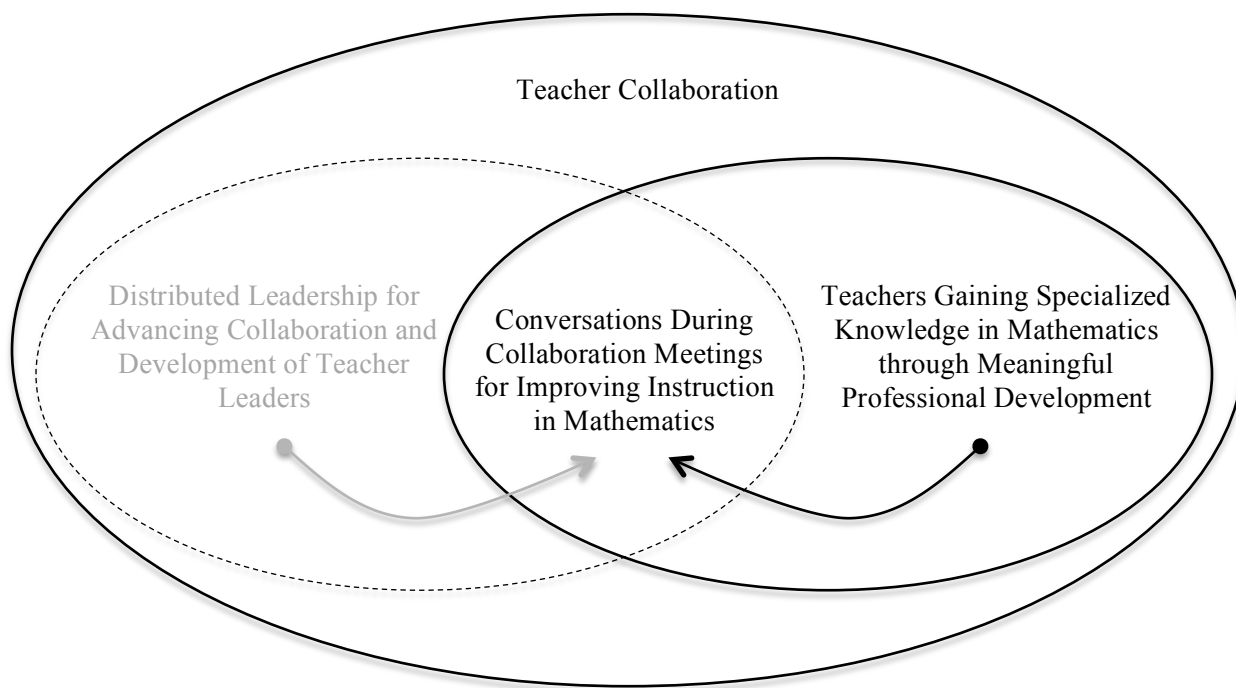 Teacher Collaboration
Distributed Leadership for
Advancing Collaboration and
Development of Teacher
Leaders
Conversations During
Collaboration Meetings
for Improving Instruction
in Mathematics
Teachers Gaining Specialized
Knowledge in Mathematics
through Meaningful
Professional Development